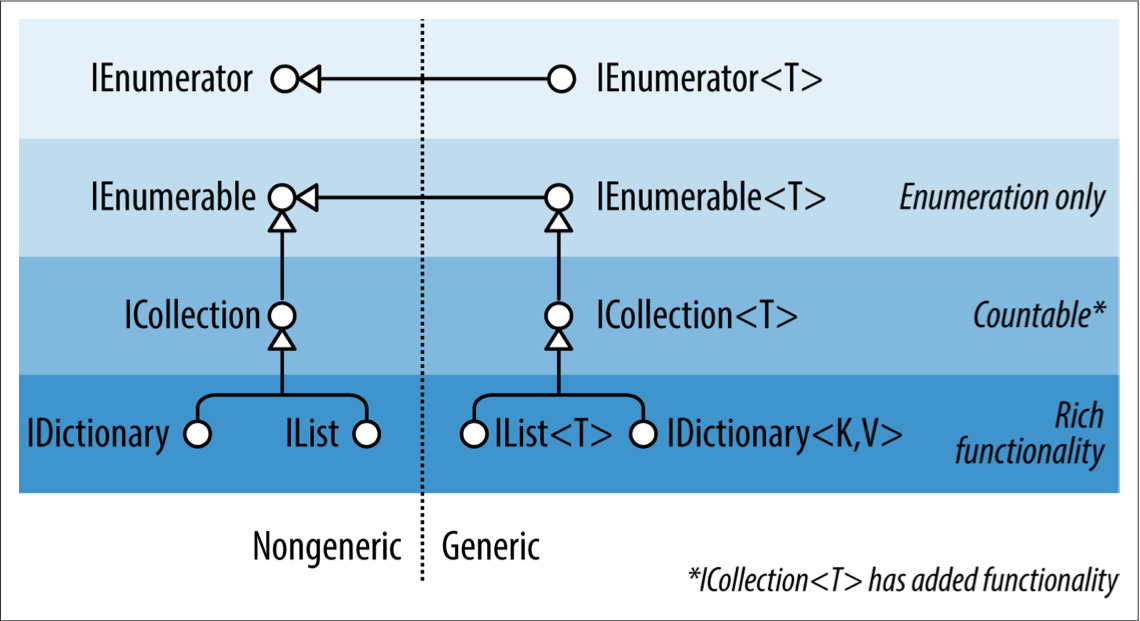 IEnumerator IEnumerator<T>
IEnumerable IEnumerable<T> Enumeration only
ICollection ICollection<T> Countable*
IDictionary IList IList<T> IDictionary<K,V> Rich
functionality
Nongeneric Generic
*ICollection<T> has added functionality